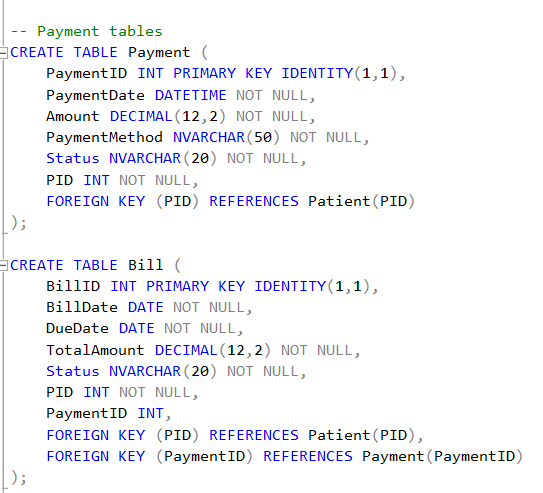 -- Payment tables
CREATE TABLE Payment (
    PaymentID INT PRIMARY KEY IDENTITY(1,1),
    PaymentDate DATETIME NOT NULL,
    Amount DECIMAL(12,2) NOT NULL,
    PaymentMethod NVARCHAR(50) NOT NULL,
    Status NVARCHAR(20) NOT NULL,
    PID INT NOT NULL,
    FOREIGN KEY (PID) REFERENCES Patient(PID)
);
CREATE TABLE Bill (
    BillID INT PRIMARY KEY IDENTITY(1,1),
    BillDate DATE NOT NULL,
    DueDate DATE NOT NULL,
    TotalAmount DECIMAL(12,2) NOT NULL,
    Status NVARCHAR(20) NOT NULL,
    PID INT NOT NULL,
    PaymentID INT,
    FOREIGN KEY (PID) REFERENCES Patient(PID),
    FOREIGN KEY (PaymentID) REFERENCES Payment(PaymentID)
);